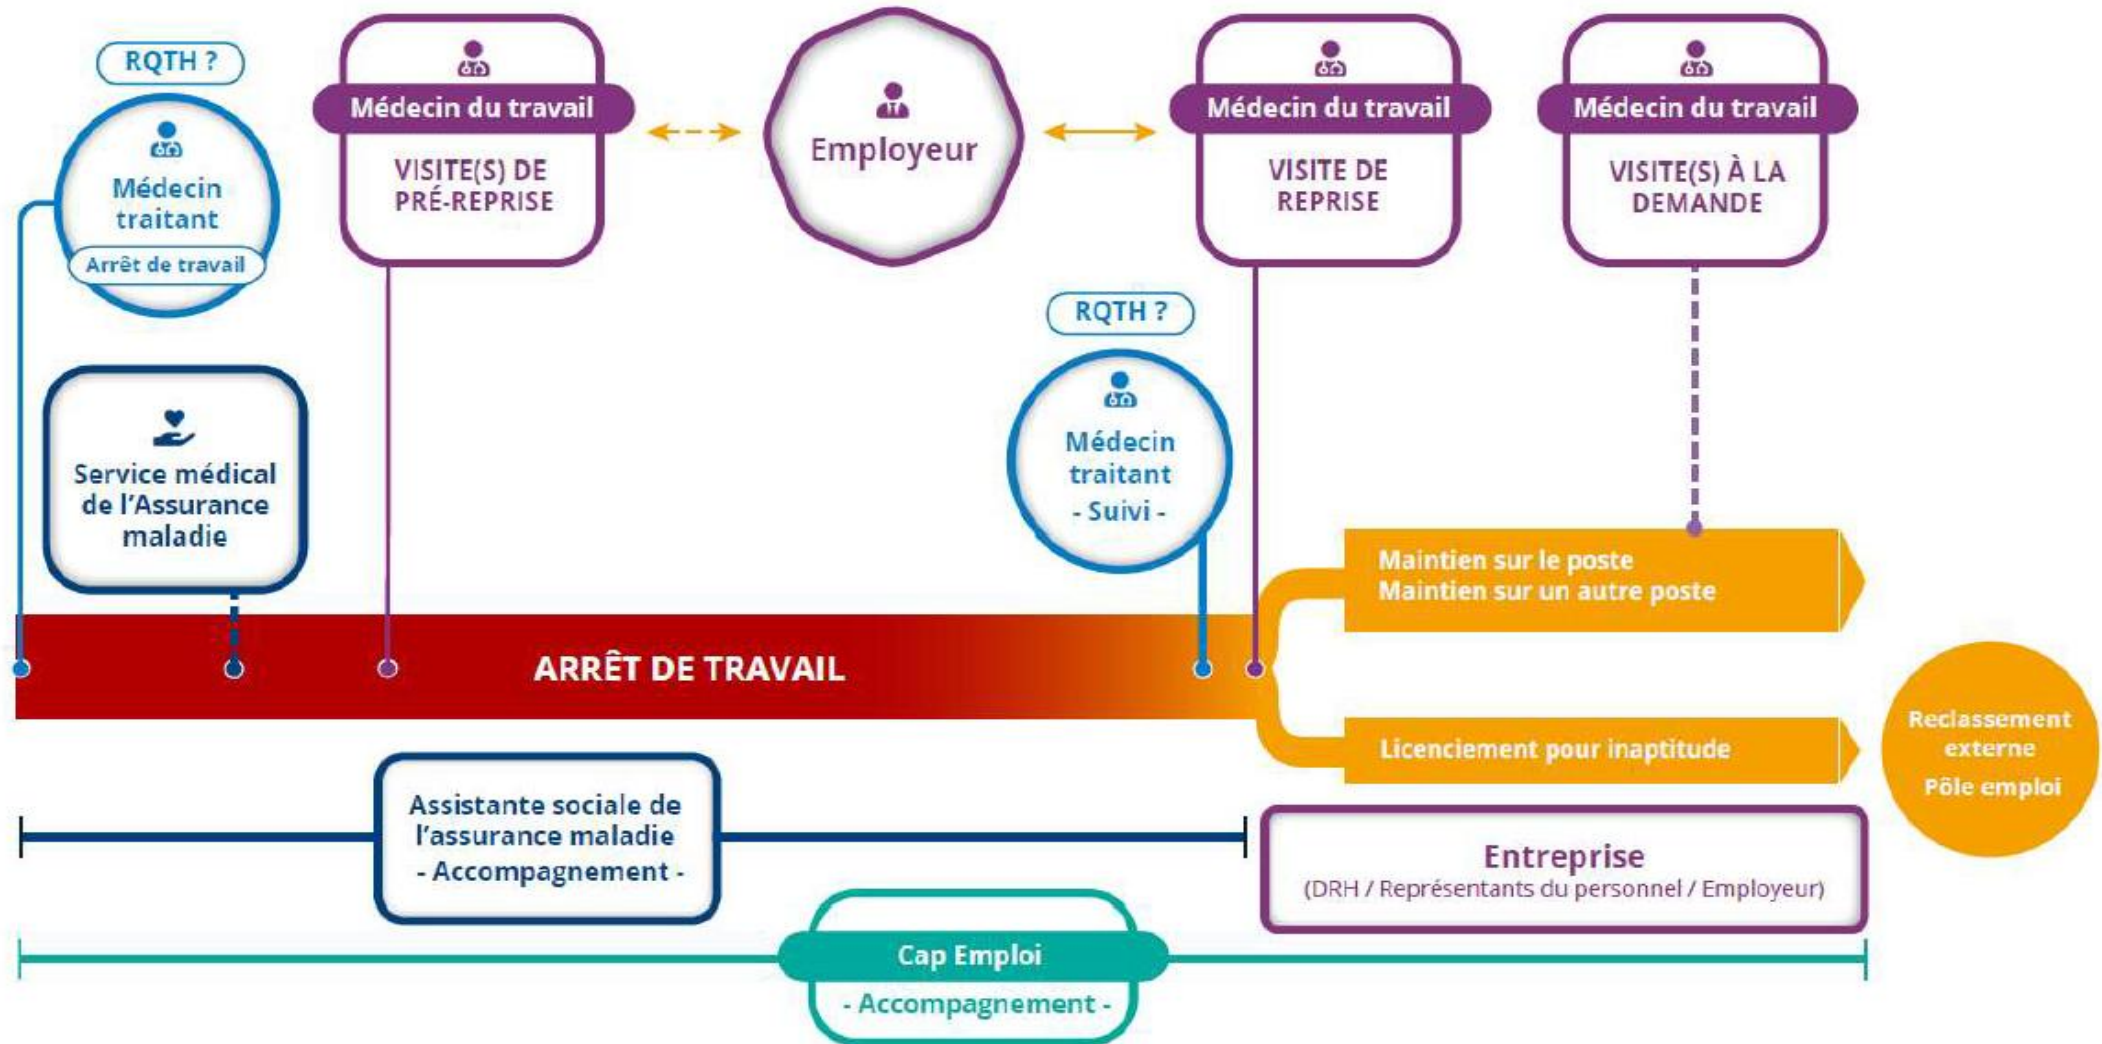 RQTH ?
Médecin
traitant
Arrêt de travail
Médecin du travail
VISITE(S) DE
PRÉ-REPRISE
Employeur
Médecin du travail
VISITE DE
REPRISE
Médecin du travail
VISITE(S) À LA
DEMANDE
RQTH ?
Médecin
traitant
- Suivi -
Service médical
de l'Assurance
maladie
ARRÊT DE TRAVAIL
Maintien sur le poste
Maintien sur un autre poste
Licenciement pour inaptitude
Reclassement
externe
Pôle emploi
Assistante sociale de
l'assurance maladie
- Accompagnement -
Entreprise
(DRH / Représentants du personnel / Employeur)
Cap Emploi
- Accompagnement -